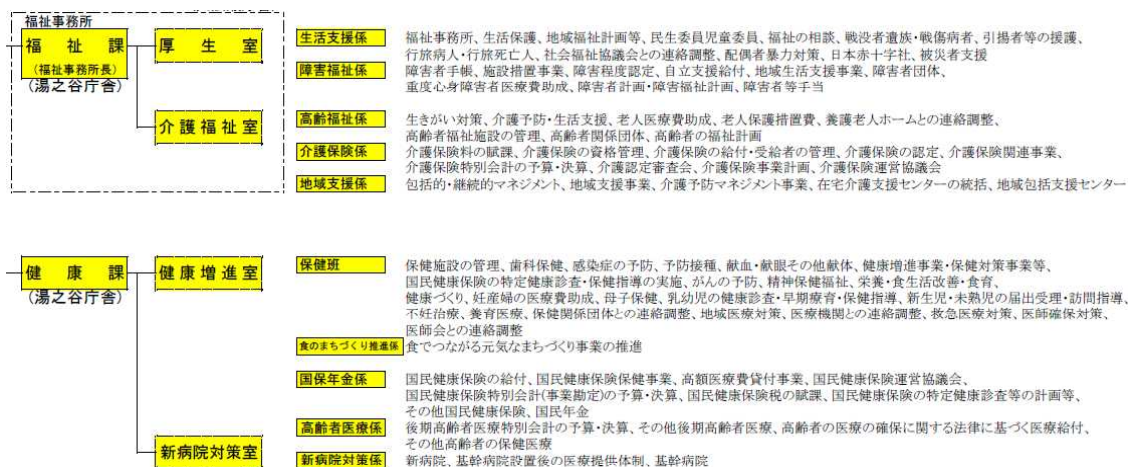 福祉事務所
福祉課
(福祉事務所長)
(湯之谷庁舎)
厚生室
生活支援係 福祉事務所、生活保護、地域福祉計画等、民生委員児童委員、福祉の相談、戦没者遺族・戦傷病者、引揚者等の援護、
行旅病人・行旅死亡人、社会福祉協議会との連絡調整、配偶者暴力対策、日本赤十字社、被災者支援
障害福祉係 障害者手帳、施設措置事業、障害程度認定、自立支援給付、地域生活支援事業、障害者団体、
重度心身障害者医療費助成、障害者計画・障害福祉計画、障害者等手当
介護福祉室
高齢福祉係 生きがい対策、介護予防・生活支援、老人医療費助成、老人保護措置費、養護老人ホームとの連絡調整、
高齢者福祉施設の管理、高齢者関係団体、高齢者の福祉計画
介護保険係 介護保険料の賦課、介護保険の資格管理、介護保険の給付・受給者の管理、介護保険の認定、介護保険関連事業、
介護保険特別会計の予算・決算、介護認定審査会、介護保険事業計画、介護保険運営協議会
地域支援係 包括的・継続的マネジメント、地域支援事業、介護予防マネジメント事業、在宅介護支援センターの統括、地域包括支援センター
健康課
(湯之谷庁舎)
健康増進室
保健班 保健施設の管理、歯科保健、感染症の予防、予防接種、献血・献眼その他献体、健康増進事業・保健対策事業等、
国民健康保険の特定健康診査・保健指導の実施、がんの予防、精神保健福祉、栄養・食生活改善・食育、
健康づくり、妊産婦の医療費助成、母子保健、乳幼児の健康診査・早期療育・保健指導、新生児・未熟児の届出受理・訪問指導、
不妊治療、養育医療、保健関係団体との連絡調整、地域医療対策、医療機関との連絡調整、救急医療対策、医師確保対策、
医師会との連絡調整
食のまちづくり推進係 食でつながる元気なまちづくり事業の推進
国保年金係 国民健康保険の給付、国民健康保険保健事業、高額医療費貸付事業、国民健康保険運営協議会、
国民健康保険特別会計(事業勘定)の予算・決算、国民健康保険税の賦課、国民健康保険の特定健康診査等の計画等、
その他国民健康保険、国民年金
高齢者医療係 後期高齢者医療特別会計の予算・決算、その他後期高齢者医療、高齢者の医療の確保に関する法律に基づく医療給付、
その他高齢者の保健医療
新病院対策室
新病院対策係 新病院、基幹病院設置後の医療提供体制、基幹病院